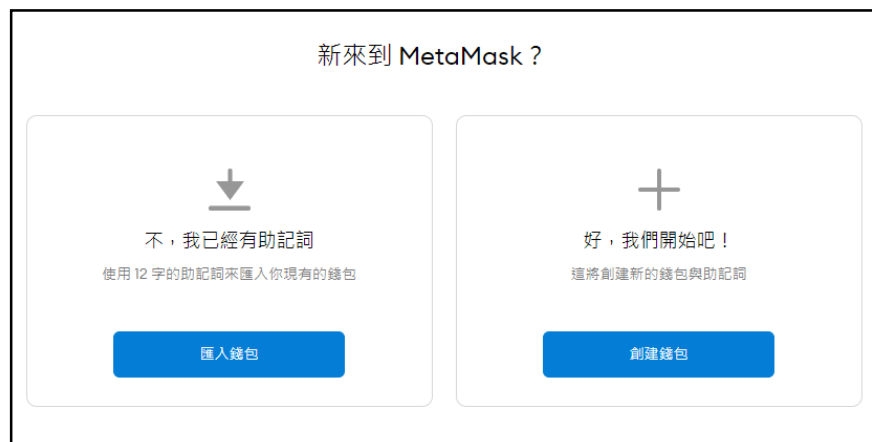 新來到 MetaMask？
不，我已經有助記詞
使用 12 字的助記詞來匯入你現有的錢包
匯入錢包
好，我們開始吧！
這將創建新的錢包與助記詞
創建錢包